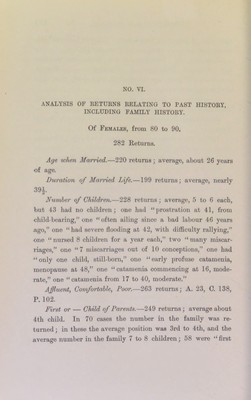 NO. VI.
ANALYSIS OF RETURNS RELATING TO PAST HISTORY,
INCLUDING FAMILY HISTORY.
Of Females, from 80 to 90,
282 Returns.
Age when Married.—220 returns; average, about 26 years
of age.
Duration of Married Life.—199 returns; average, nearly
39½.
Number of Children.—228 returns; average, 5 to 6 each,
but 43 had no children; one had "prostration at 41, from
child-bearing," one "often ailing since a bad labour 46 years
ago," one "had severe flooding at 42, with difficulty rallying,"
one "nursed 8 children for a year each," two "many miscar-
riages," one "7 miscarriages out of 10 conceptions," one had
"only one child, still-born," one "early profuse catamenia,
menopause at 48," one "catamenia commencing at 16, mode-
rate," one "catamenia from 17 to 40, moderate."
Affluent, Comfortable, Poor.—263 returns; A. 23, C. 138,
P. 102.
First or — Child of Parents.—249 returns; average about
4th child. In 70 cases the number in the family was re-
turned; in these the average position was 3rd to 4th, and the
average number in the family 7 to 8 children; 58 were "first